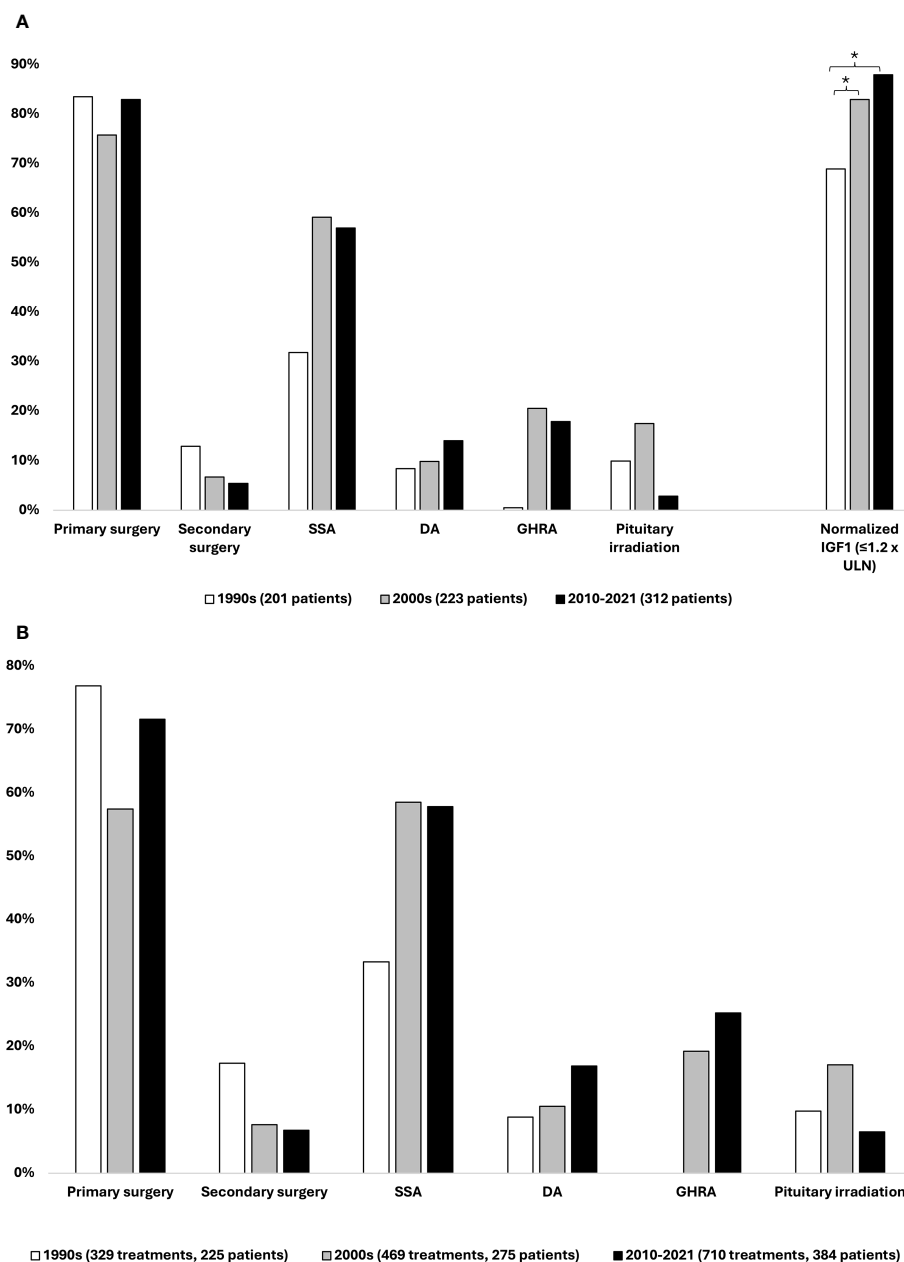 A
90%
80%
70%
60%
50%
40%
30%
20%
10%
0%
* 
*
Primary surgery
Secondary
surgery
SSA
DA
GHRA
Pituitary
irradiation
Normalized
IGF1 (≤1.2 x
ULN)
1990s (201 patients) 2000s (223 patients) 2010-2021 (312 patients)
B
80%
70%
60%
50%
40%
30%
20%
10%
0%
Primary surgery Secondary surgery SSA DA GHRA Pituitary irradiation
1990s (329 treatments, 225 patients) 2000s (469 treatments, 275 patients) 2010-2021 (710 treatments, 384 patients)